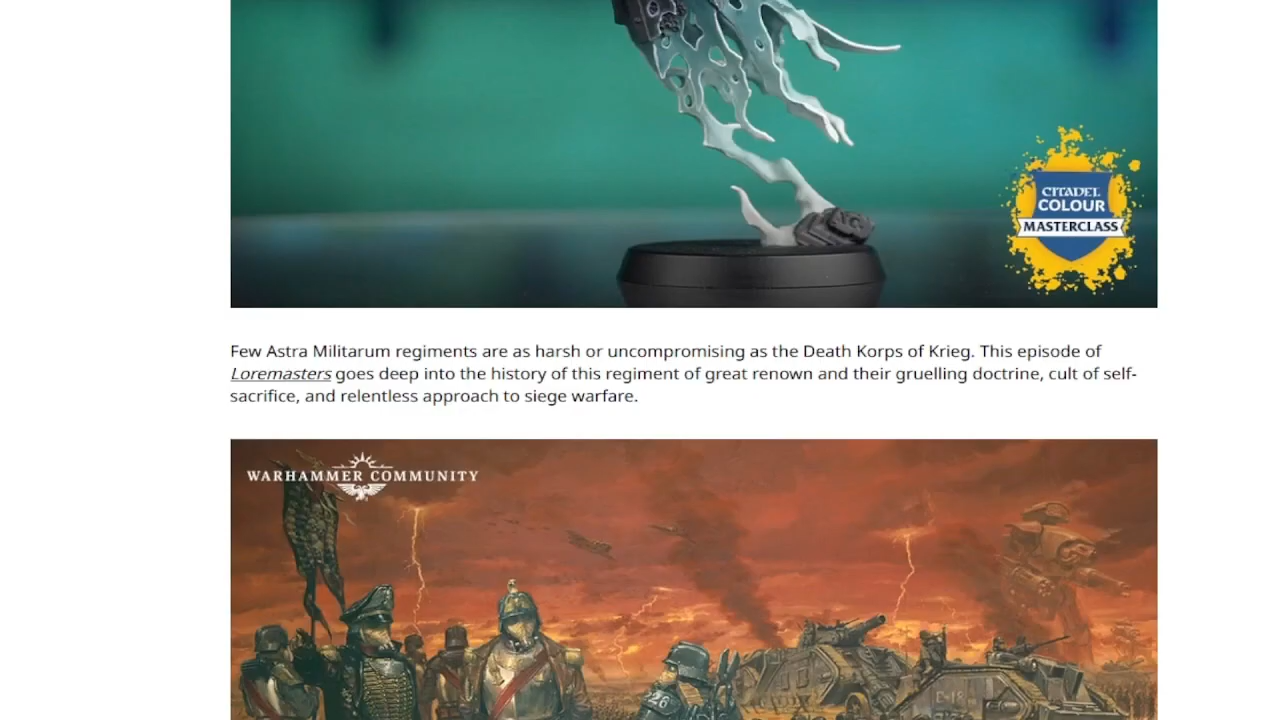 CITADEL
COLOUR
MASTERCLASS
Few Astra Militarum regiments are as harsh or uncompromising as the Death Korps of Krieg. This episode of
Loremasters goes deep into the history of this regiment of great renown and their gruelling doctrine, cult of self-
sacrifice, and relentless approach to siege warfare.
WARHAMMER COMMUNITY
26